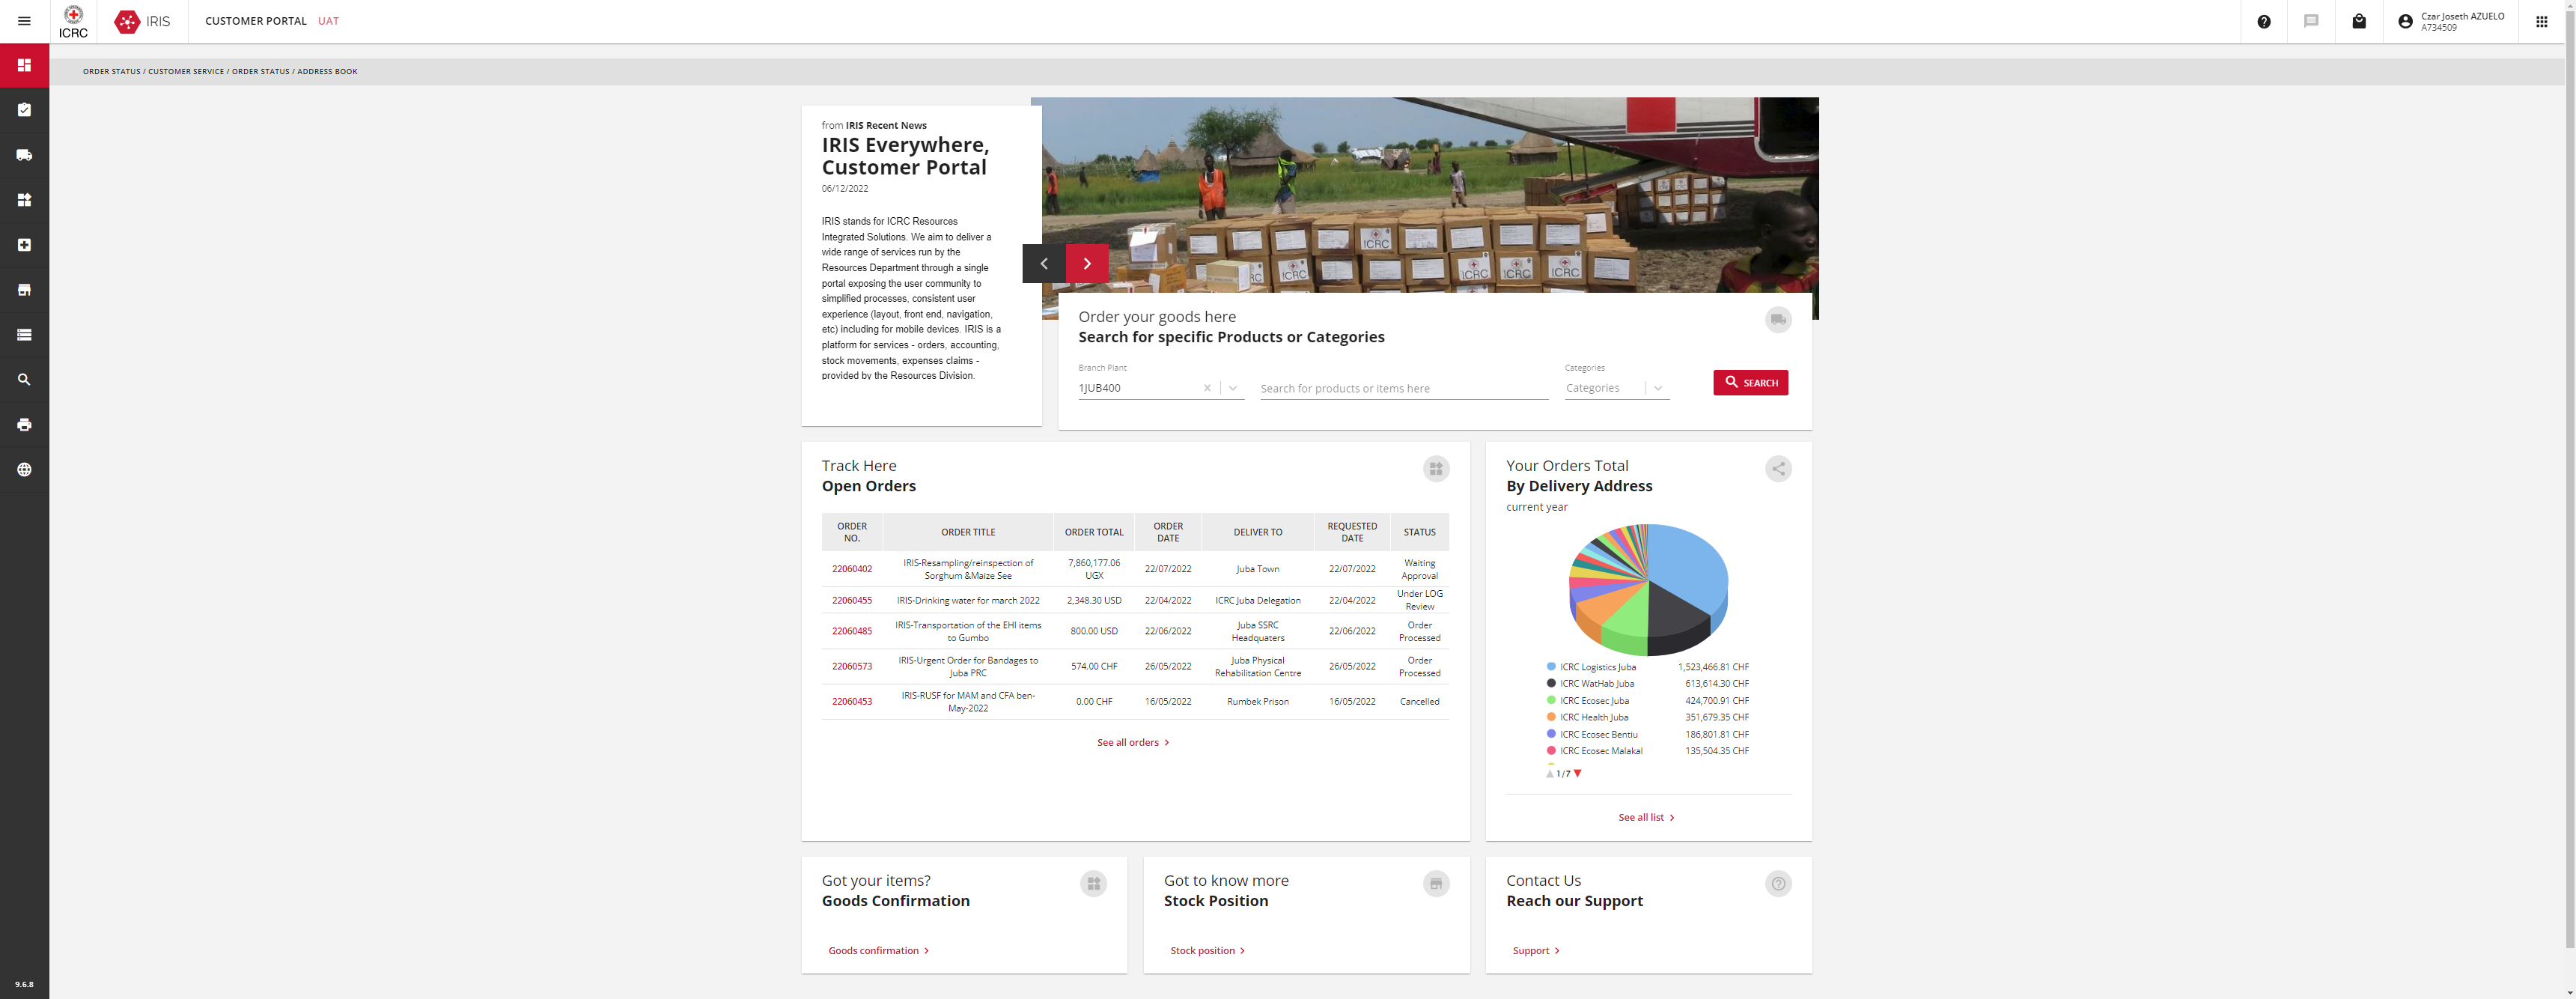 ICRC
IRIS
CUSTOMER PORTAL UAT
Czar Joseth AZUELO
A734509
ORDER STATUS / CUSTOMER SERVICE / ORDER STATUS / ADDRESS BOOK
from IRIS Recent News
IRIS Everywhere,
Customer Portal
06/12/2022
IRIS stands for ICRC Resources
Integrated Solutions. We aim to deliver a
wide range of services run by the
Resources Department through a single
portal exposing the user community to
simplified processes, consistent user
experience (layout, front end, navigation,
etc) including for mobile devices. IRIS is a
platform for services - orders, accounting,
stock movements, expenses claims -
provided by the Resources Division.
ICRC
ICRC
ICRC
ICRC
ICRC
Order your goods here
Search for specific Products or Categories
Branch Plant
1JUB400
Search for products or items here
Categories
Categories
SEARCH
Track Here
Open Orders
ORDER NO. ORDER TITLE ORDER TOTAL ORDER DATE DELIVER TO REQUESTED DATE STATUS
22060402 IRIS-Resampling/reinspection of Sorghum &Maize See 7,860,177.06 UGX 22/07/2022 Juba Town 22/07/2022 Waiting Approval
22060455 IRIS-Drinking water for march 2022 2,348.30 USD 22/04/2022 ICRC Juba Delegation 22/04/2022 Under LOG Review
22060485 IRIS-Transportation of the EHI items to Gumbo 800.00 USD 22/06/2022 Juba SSRC Headquaters 22/06/2022 Order Processed
22060573 IRIS-Urgent Order for Bandages to Juba PRC 574.00 CHF 26/05/2022 Juba Physical Rehabilitation Centre 26/05/2022 Order Processed
22060453 IRIS-RUSF for MAM and CFA ben-May-2022 0.00 CHF 16/05/2022 Rumbek Prison 16/05/2022 Cancelled
See all orders
Your Orders Total
By Delivery Address
current year
ICRC Logistics Juba 1,523,466.81 CHF
ICRC WatHab Juba 613,614.30 CHF
ICRC Ecosec Juba 424,700.91 CHF
ICRC Health Juba 351,679.35 CHF
ICRC Ecosec Bentiu 186,801.81 CHF
ICRC Ecosec Malakal 135,504.35 CHF
1/7
See all list
Got your items?
Goods Confirmation
Goods confirmation
Got to know more
Stock Position
Stock position
Contact Us
Reach our Support
Support
9.6.8